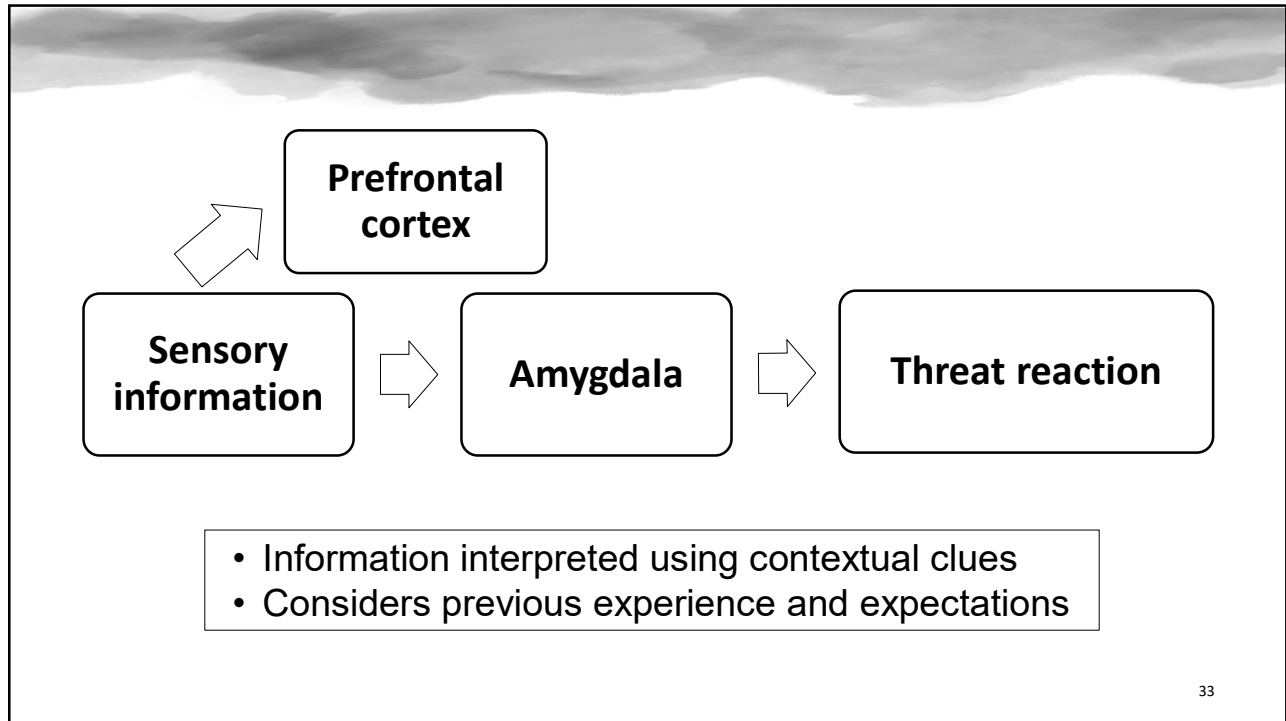 Prefrontal
cortex
Sensory
information
Amygdala
Threat reaction
• Information interpreted using contextual clues
• Considers previous experience and expectations
33